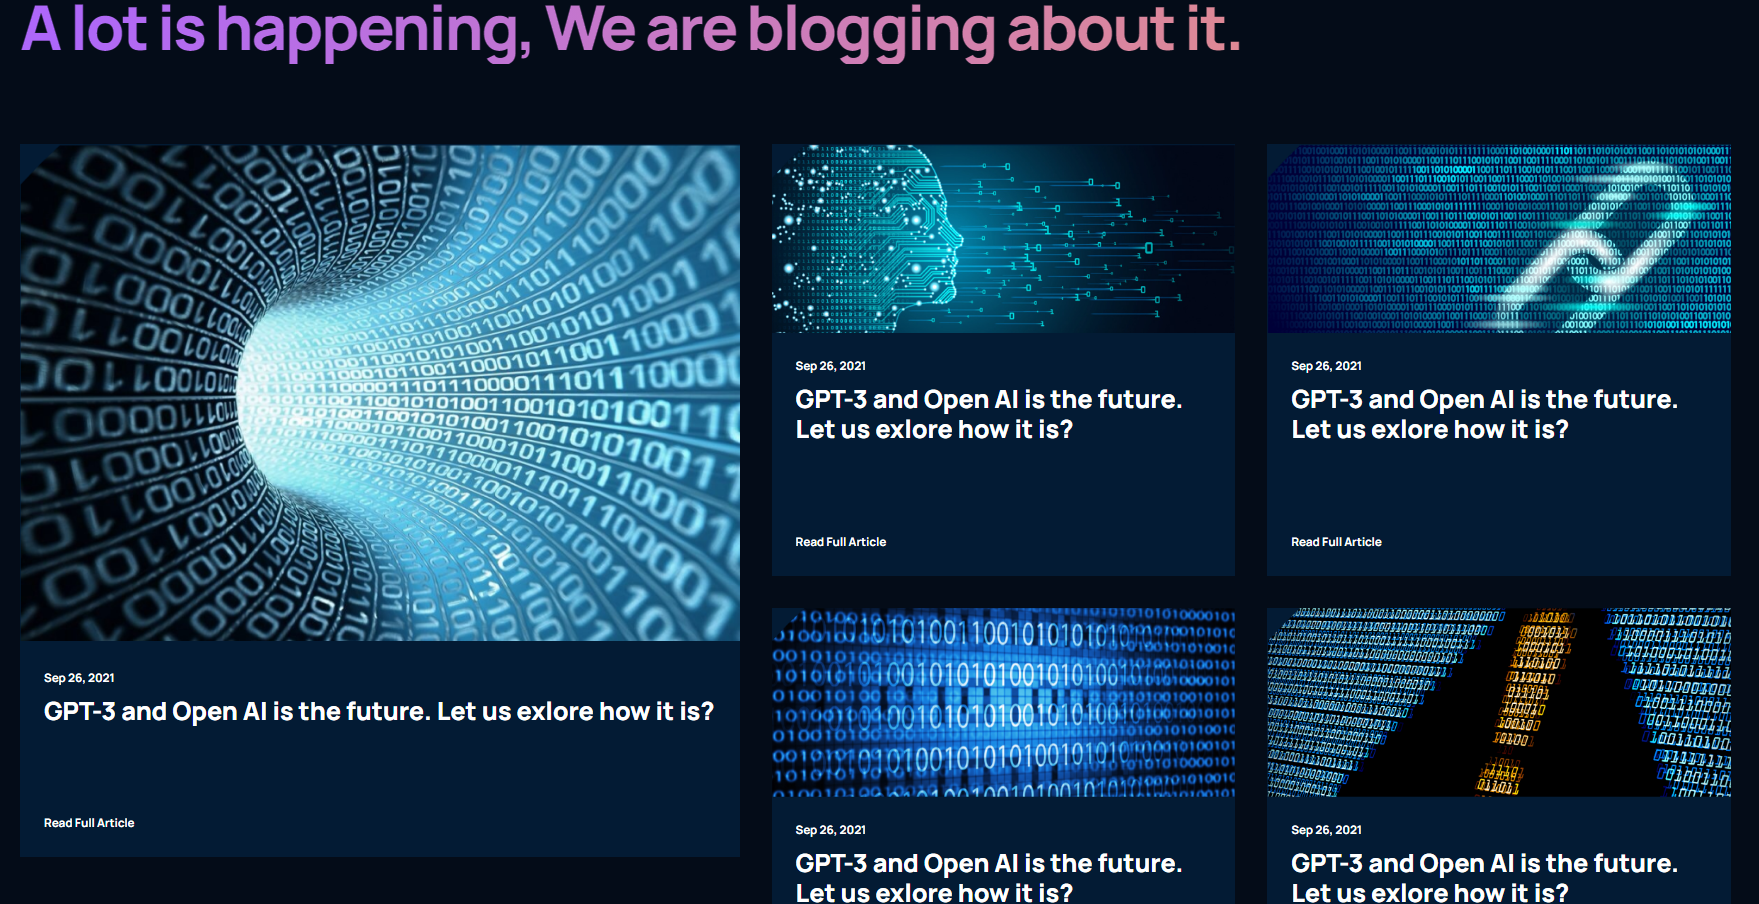 A lot is happening, We are blogging about it.
Sep 26, 2021
GPT-3 and Open AI is the future. Let us exlore how it is?
Read Full Article
Sep 26, 2021
GPT-3 and Open AI is the future.
Let us exlore how it is?
Read Full Article
Sep 26, 2021
GPT-3 and Open AI is the future.
Let us exlore how it is?
Read Full Article
Sep 26, 2021
GPT-3 and Open AI is the future.
Let us exlore how it is?
Sep 26, 2021
GPT-3 and Open AI is the future.
Let us exlore how it is?